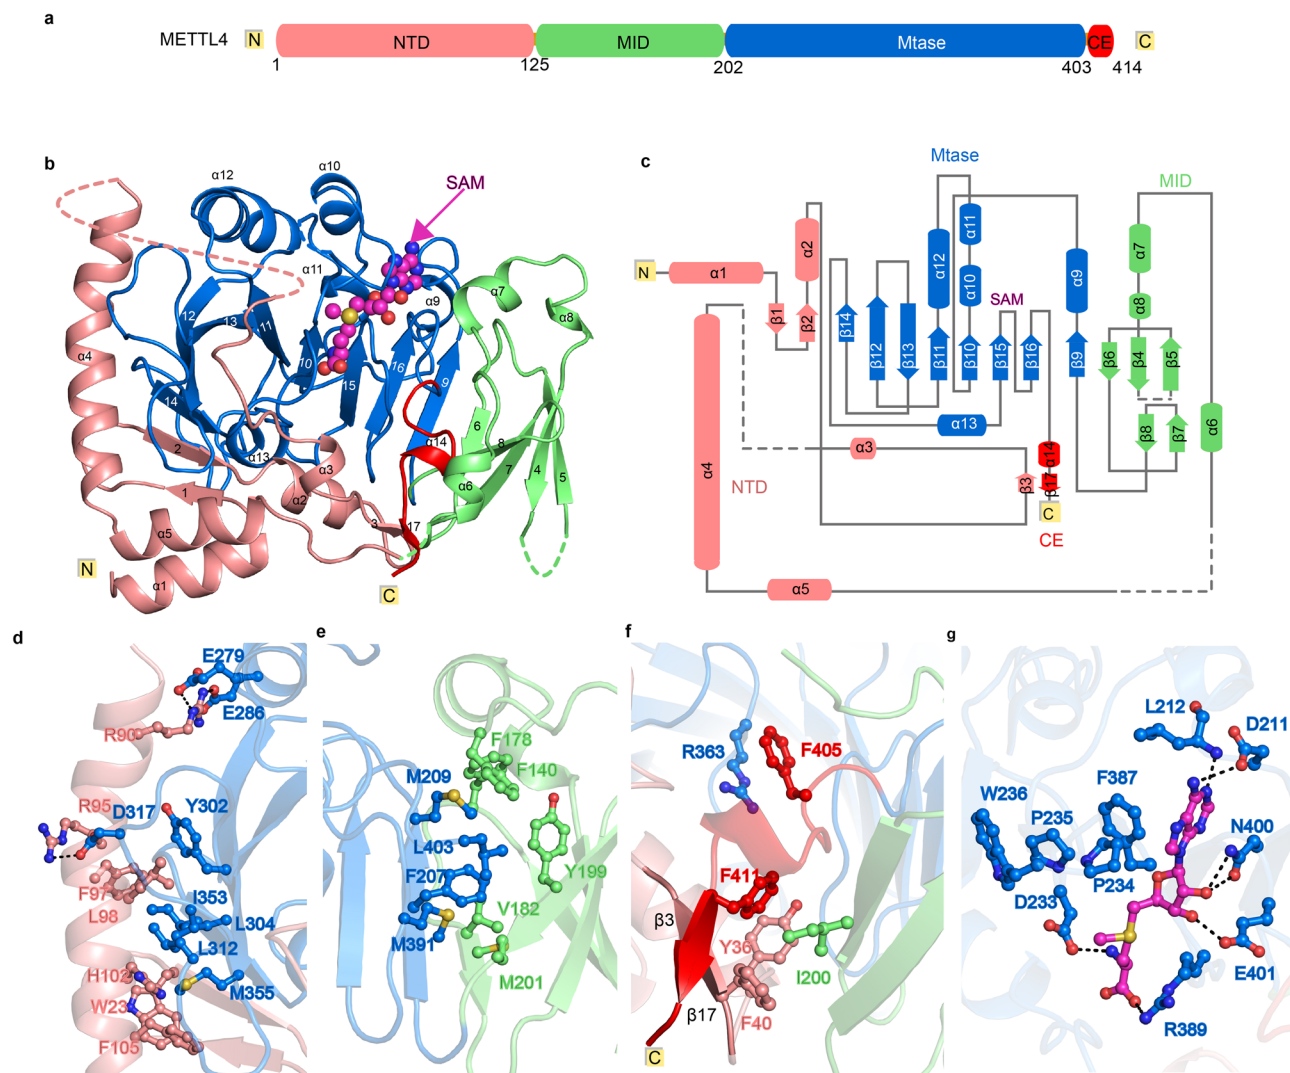 a
METTL4 N NTD MID Mtase CE C
1 125 202 403 414
b
α12
α10
SAM
α11
α9
α7
α8
α4
12
13
11
10
15
16
9
14
α13
2
α3
α14
6
8
7
4
5
α6
1
α2
3
17
α5
α1
N
C
c
Mtase
MID
N
α1
α2
β1
β2
β14
β12
β13
α12
β11
α11
α10
β10
SAM
β15
β16
α9
β9
α7
α8
β6
β4
β5
β8
β7
α6
α13
α3
α4
NTD
β3
α14
β17
C
CE
α5
d
E279
E286
R90
R95
D317
Y302
F97
L98
I353
L304
L312
H102
M355
W23
F105
e
F178
F140
M209
L403
F207
Y199
V182
M391
M201
f
R363
F405
F411
β3
Y36
I200
β17
F40
C
g
L212
D211
F387
W236
P235
N400
P234
D233
E401
R389